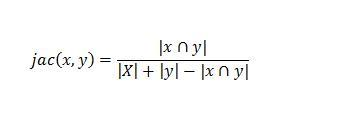 jac(x, y) = |x ∩ y| / |X| + |y| − |x ∩ y|